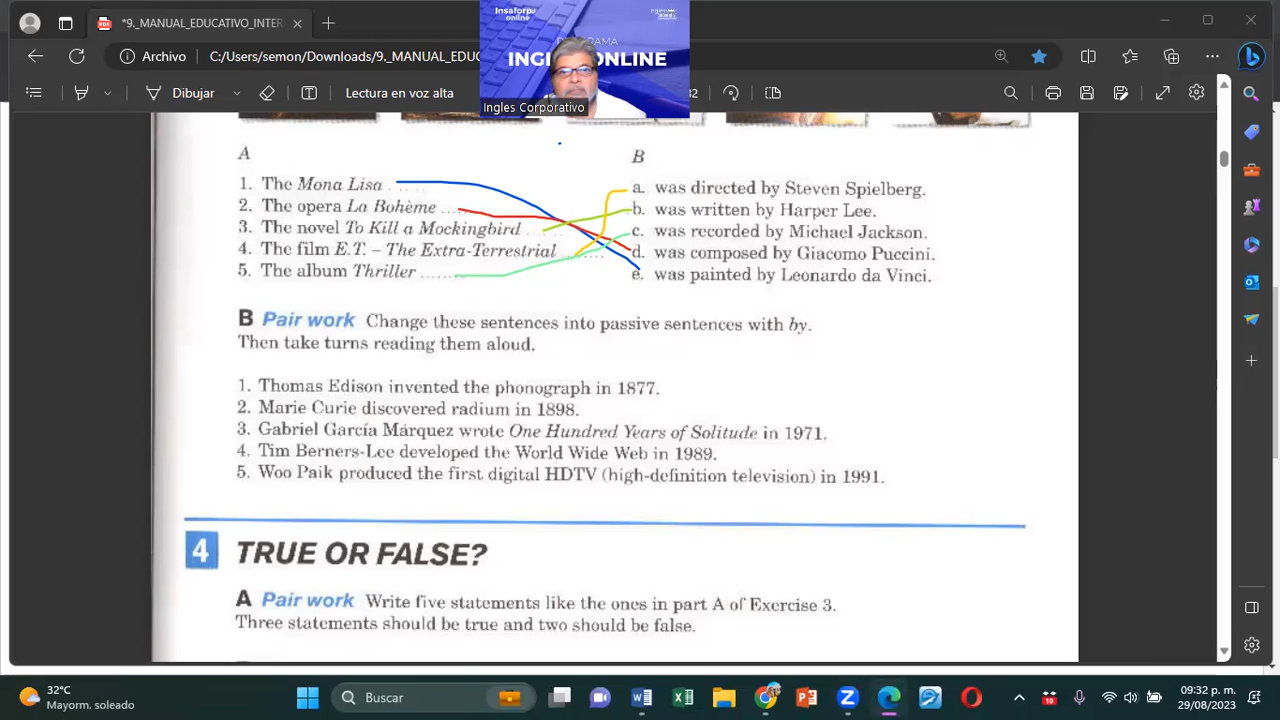 *9._MANUAL_EDUCATIVO_INTER
Insaforp
online
INGLES ONLINE
Ingles Corporativo
Archivo
C:/Users/semon/Downloads/9._MANUAL_EDUC
Dibujar
Lectura en voz alta
A
B
1. The Mona Lisa ......
2. The opera La Bohème ....
3. The novel To Kill a Mockingbird ......
4. The film E.T. – The Extra-Terrestrial ........
5. The album Thriller ......
a. was directed by Steven Spielberg.
b. was written by Harper Lee.
c. was recorded by Michael Jackson.
d. was composed by Giacomo Puccini.
e. was painted by Leonardo da Vinci.
B Pair work Change these sentences into passive sentences with by.
Then take turns reading them aloud.
1. Thomas Edison invented the phonograph in 1877.
2. Marie Curie discovered radium in 1898.
3. Gabriel García Márquez wrote One Hundred Years of Solitude in 1971.
4. Tim Berners-Lee developed the World Wide Web in 1989.
5. Woo Paik produced the first digital HDTV (high-definition television) in 1991.
4 TRUE OR FALSE?
A Pair work Write five statements like the ones in part A of Exercise 3.
Three statements should be true and two should be false.
32°C
Mayorm. soleado
Buscar
10
09:32 p. m.
29/08/2023